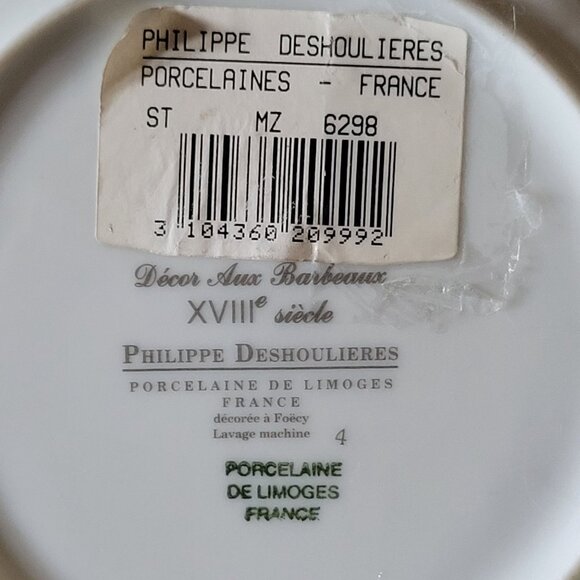 PHILIPPE DESHOULIERES
PORCELAINES - FRANCE
ST MZ 6298
3 104360 209992
Décor Aux Barbeaux
XVIIIe siècle
PHILIPPE DESHOULIERES
PORCELAINE DE LIMOGES
FRANCE
décorée à Foëcy
Lavage machine 4
PORCELAINE
DE LIMOGES
FRANCE